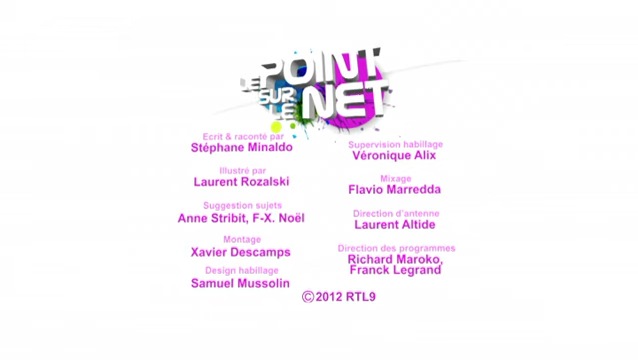 LE POINT
SUR
LE NET
Ecrit & raconté par
Stéphane Minaldo
Illustré par
Laurent Rozalski
Suggestion sujets
Anne Stribit, F-X. Noël
Montage
Xavier Descamps
Design habillage
Samuel Mussolin
Supervision habillage
Véronique Alix
Mixage
Flavio Marredda
Direction d'antenne
Laurent Altide
Direction des programmes
Richard Maroko,
Franck Legrand
©2012 RTL9